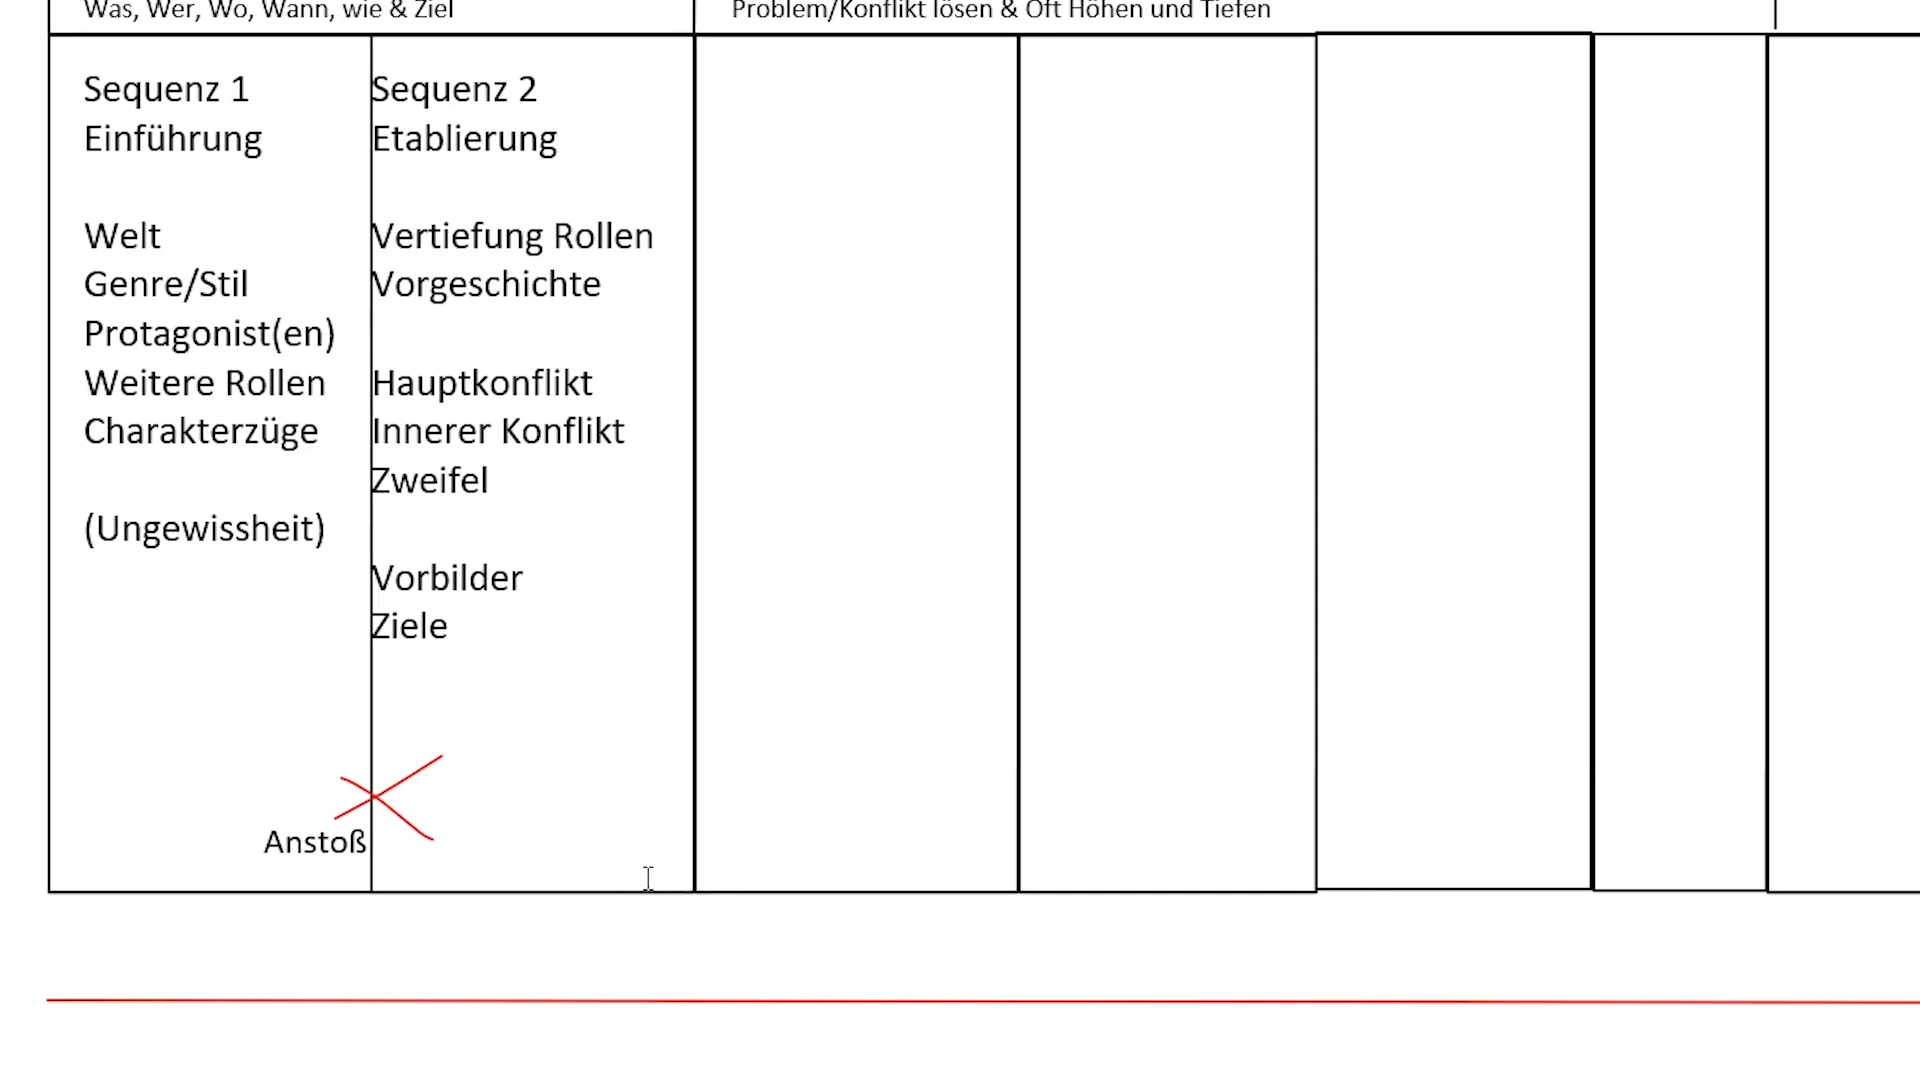 Was, Wer, Wo, Wann, wie & Ziel
Problem/Konflikt lösen & Oft Höhen und Tiefen
Sequenz 1
Einführung
Welt
Genre/Stil
Protagonist(en)
Weitere Rollen
Charakterzüge
(Ungewissheit)
Anstoß
Sequenz 2
Etablierung
Vertiefung Rollen
Vorgeschichte
Hauptkonflikt
Innerer Konflikt
Zweifel
Vorbilder
Ziele